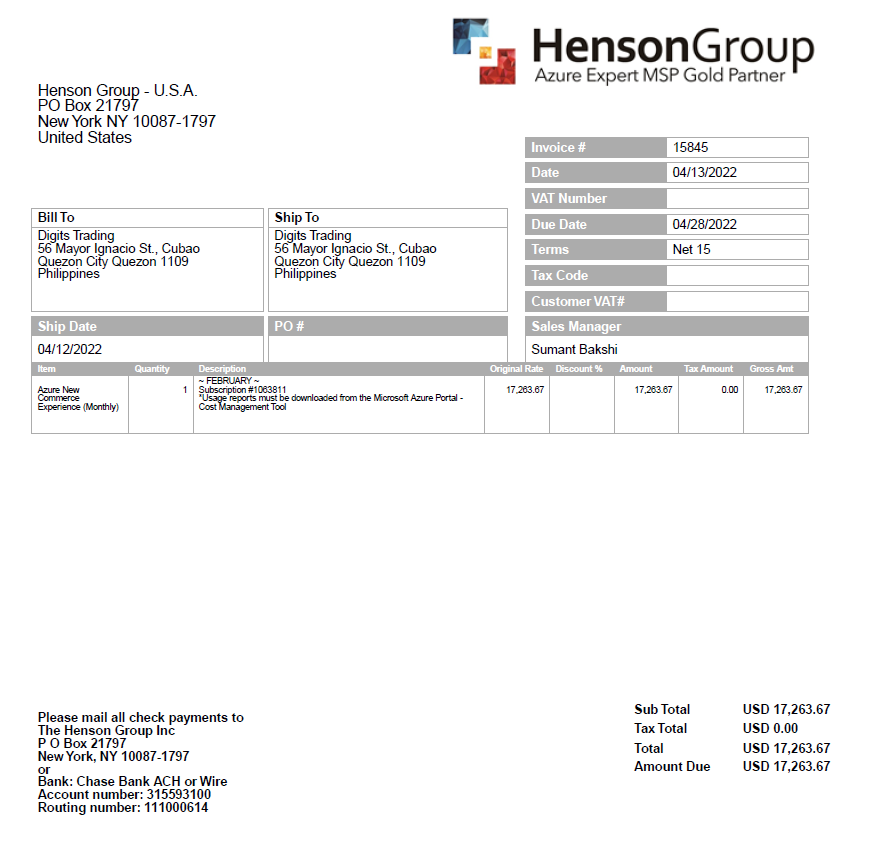 HensonGroup
Azure Expert MSP Gold Partner
Henson Group - U.S.A.
PO Box 21797
New York NY 10087-1797
United States
Invoice # 15845
Date 04/13/2022
VAT Number
Due Date 04/28/2022
Terms Net 15
Tax Code
Customer VAT#
Bill To
Digits Trading
56 Mayor Ignacio St., Cubao
Quezon City Quezon 1109
Philippines
Ship To
Digits Trading
56 Mayor Ignacio St., Cubao
Quezon City Quezon 1109
Philippines
Ship Date PO # Sales Manager
04/12/2022 Sumant Bakshi
Item Quantity Description Original Rate Discount % Amount Tax Amount Gross Amt
~ FEBRUARY ~
Azure New 1 Subscription #1063811 17,263.67 17,263.67 0.00 17,263.67
Commerce *Usage reports must be downloaded from the Microsoft Azure Portal -
Experience (Monthly) Cost Management Tool
Sub Total USD 17,263.67
Tax Total USD 0.00
Total USD 17,263.67
Amount Due USD 17,263.67
Please mail all check payments to
The Henson Group Inc
P O Box 21797
New York, NY 10087-1797
or
Bank: Chase Bank ACH or Wire
Account number: 315593100
Routing number: 111000614